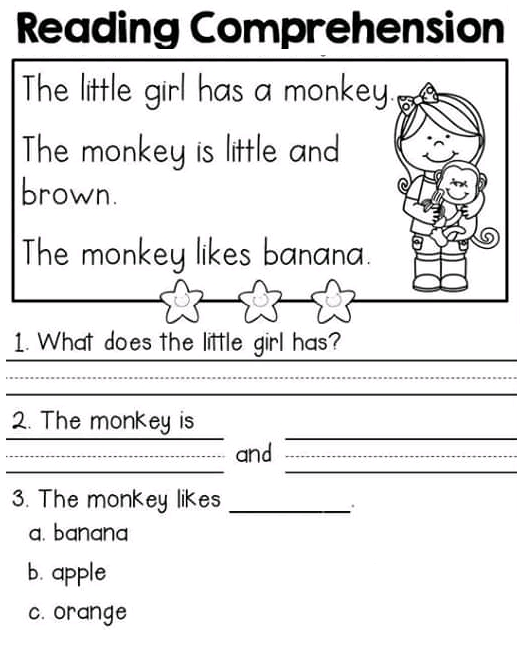 Reading Comprehension
The little girl has a monkey.
The monkey is little and
brown.
The monkey likes banana.
1. What does the little girl has?
2. The monkey is
and
3. The monkey likes __________.
a. banana
b. apple
c. orange